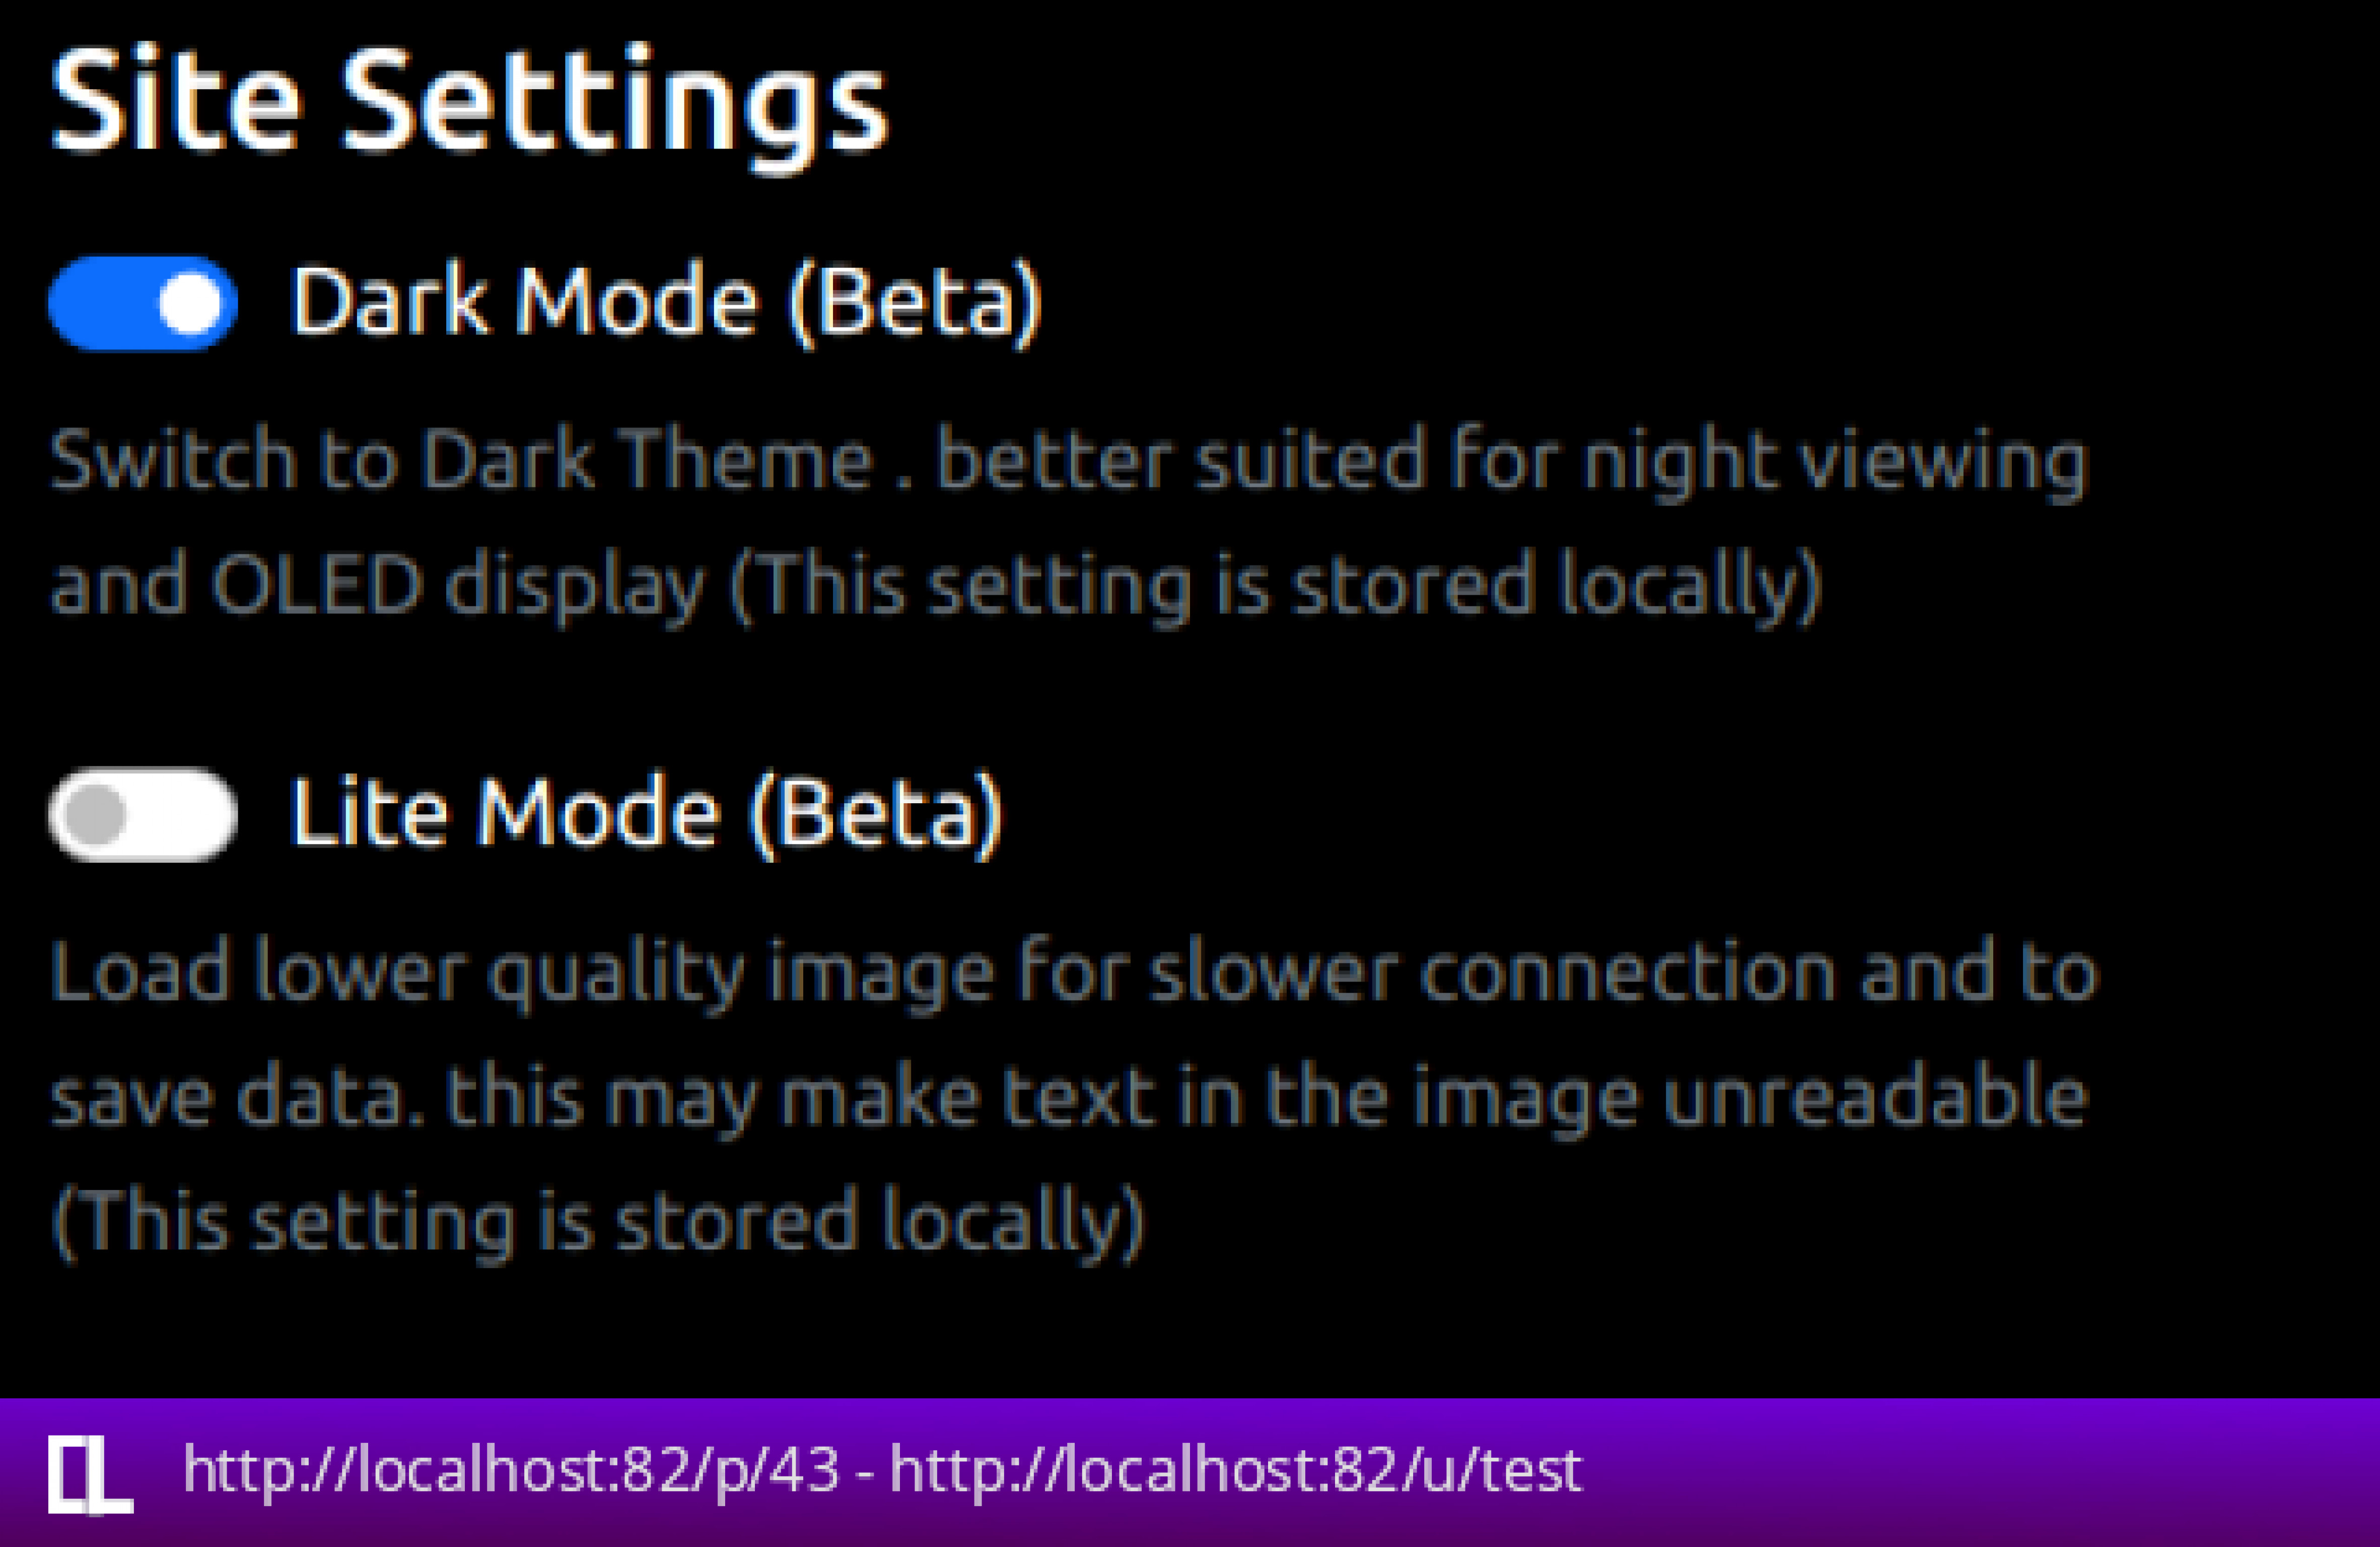 Site Settings
Dark Mode (Beta)
Switch to Dark Theme . better suited for night viewing
and OLED display (This setting is stored locally)
Lite Mode (Beta)
Load lower quality image for slower connection and to
save data. this may make text in the image unreadable
(This setting is stored locally)
http://localhost:82/p/43 - http://localhost:82/u/test